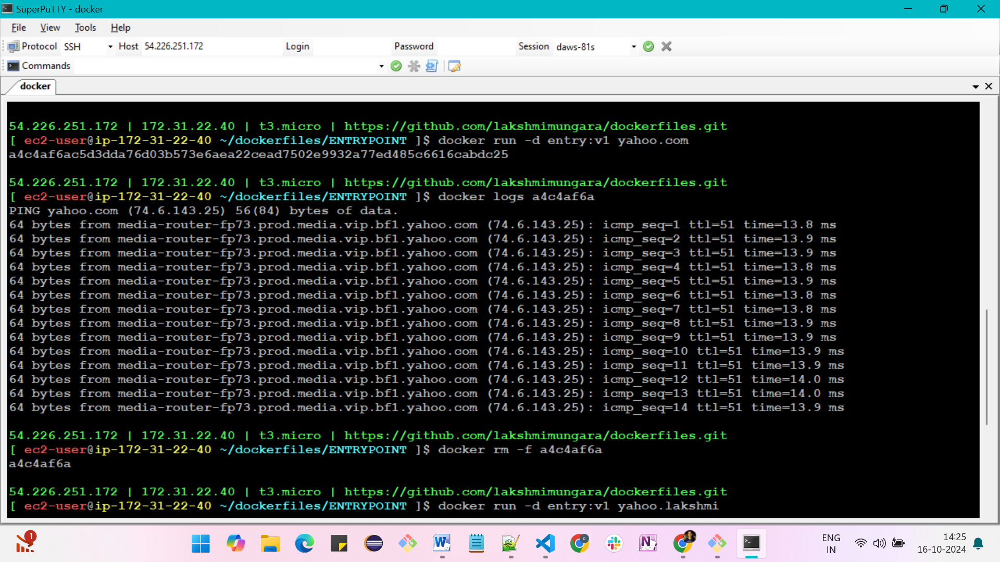 SuperPuTTY - docker
File View Tools Help
Protocol SSH Host 54.226.251.172 Login Password Session daws-81s
Commands
docker
54.226.251.172 | 172.31.22.40 | t3.micro | https://github.com/lakshmimungara/dockerfiles.git
[ ec2-user@ip-172-31-22-40 ~/dockerfiles/ENTRYPOINT ]$ docker run -d entry:v1 yahoo.com
a4c4af6ac5d3dda76d03b573e6aea22cead7502e9932a77ed485c6616cabdc25
54.226.251.172 | 172.31.22.40 | t3.micro | https://github.com/lakshmimungara/dockerfiles.git
[ ec2-user@ip-172-31-22-40 ~/dockerfiles/ENTRYPOINT ]$ docker logs a4c4af6a
PING yahoo.com (74.6.143.25) 56(84) bytes of data.
64 bytes from media-router-fp73.prod.media.vip.bf1.yahoo.com (74.6.143.25): icmp_seq=1 ttl=51 time=13.8 ms
64 bytes from media-router-fp73.prod.media.vip.bf1.yahoo.com (74.6.143.25): icmp_seq=2 ttl=51 time=13.9 ms
64 bytes from media-router-fp73.prod.media.vip.bf1.yahoo.com (74.6.143.25): icmp_seq=3 ttl=51 time=13.9 ms
64 bytes from media-router-fp73.prod.media.vip.bf1.yahoo.com (74.6.143.25): icmp_seq=4 ttl=51 time=13.8 ms
64 bytes from media-router-fp73.prod.media.vip.bf1.yahoo.com (74.6.143.25): icmp_seq=5 ttl=51 time=13.9 ms
64 bytes from media-router-fp73.prod.media.vip.bf1.yahoo.com (74.6.143.25): icmp_seq=6 ttl=51 time=13.8 ms
64 bytes from media-router-fp73.prod.media.vip.bf1.yahoo.com (74.6.143.25): icmp_seq=7 ttl=51 time=13.8 ms
64 bytes from media-router-fp73.prod.media.vip.bf1.yahoo.com (74.6.143.25): icmp_seq=8 ttl=51 time=13.9 ms
64 bytes from media-router-fp73.prod.media.vip.bf1.yahoo.com (74.6.143.25): icmp_seq=9 ttl=51 time=13.9 ms
64 bytes from media-router-fp73.prod.media.vip.bf1.yahoo.com (74.6.143.25): icmp_seq=10 ttl=51 time=13.9 ms
64 bytes from media-router-fp73.prod.media.vip.bf1.yahoo.com (74.6.143.25): icmp_seq=11 ttl=51 time=13.9 ms
64 bytes from media-router-fp73.prod.media.vip.bf1.yahoo.com (74.6.143.25): icmp_seq=12 ttl=51 time=14.0 ms
64 bytes from media-router-fp73.prod.media.vip.bf1.yahoo.com (74.6.143.25): icmp_seq=13 ttl=51 time=14.0 ms
64 bytes from media-router-fp73.prod.media.vip.bf1.yahoo.com (74.6.143.25): icmp_seq=14 ttl=51 time=13.9 ms
54.226.251.172 | 172.31.22.40 | t3.micro | https://github.com/lakshmimungara/dockerfiles.git
[ ec2-user@ip-172-31-22-40 ~/dockerfiles/ENTRYPOINT ]$ docker rm -f a4c4af6a
a4c4af6a
54.226.251.172 | 172.31.22.40 | t3.micro | https://github.com/lakshmimungara/dockerfiles.git
[ ec2-user@ip-172-31-22-40 ~/dockerfiles/ENTRYPOINT ]$ docker run -d entry:v1 yahoo.lakshmi
1
ENG
IN
14:25
16-10-2024